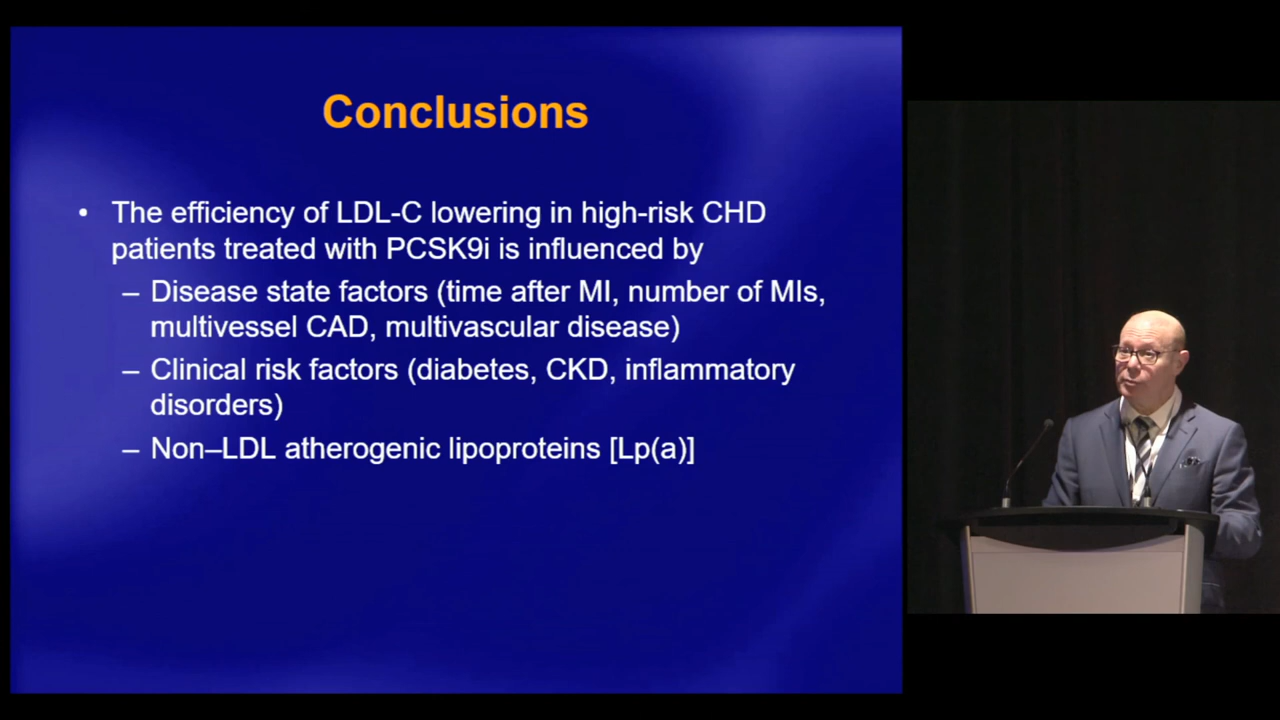 Conclusions
• The efficiency of LDL-C lowering in high-risk CHD
patients treated with PCSK9i is influenced by
– Disease state factors (time after MI, number of MIs,
multivessel CAD, multivascular disease)
– Clinical risk factors (diabetes, CKD, inflammatory
disorders)
– Non–LDL atherogenic lipoproteins [Lp(a)]